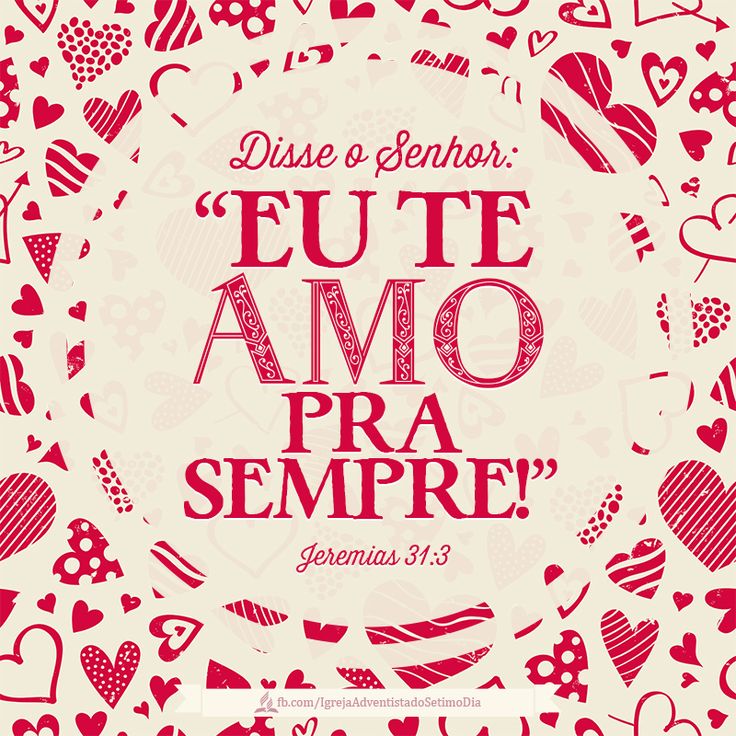 Disse o Senhor:
“EU TE
AMO
PRA
SEMPRE!”
Jeremias 31:3
fb.com/IgrejaAdventistadoSetimoDia